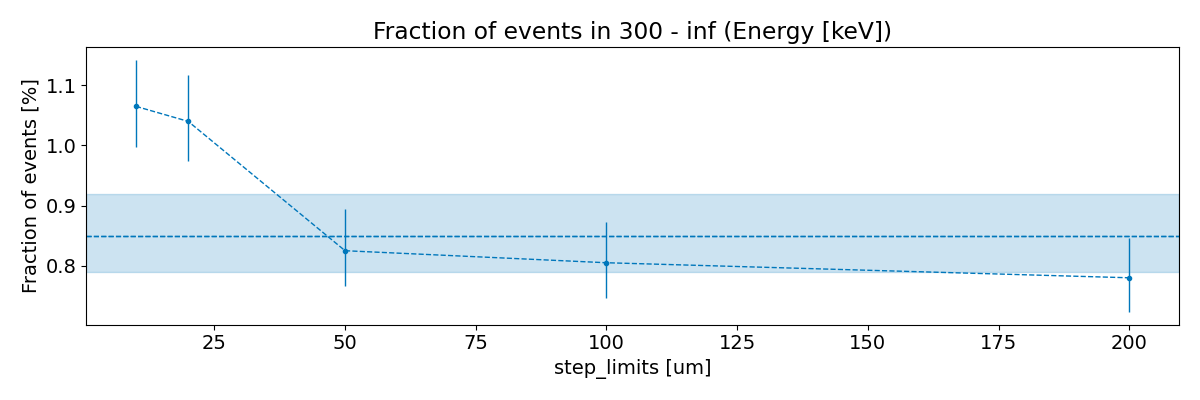 Fraction of events in 300 - inf (Energy [keV])
Fraction of events [%]
1.1
1.0
0.9
0.8
25 50 75 100 125 150 175 200
step_limits [um]